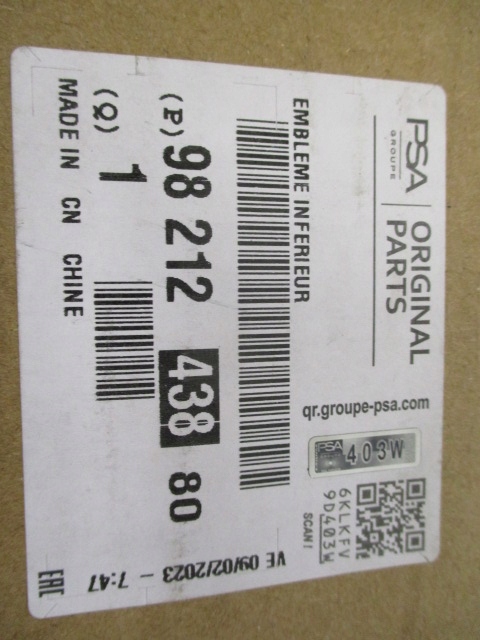 PSA
GROUPE
ORIGINAL
PARTS
qr.groupe-psa.com
PSA 403W
6KLKFV
9D403W
SCAN!
EMBLEME INFERIEUR
(P) 98 212 438 80
(Q) 1
MADE IN CN CHINE
VE 09/02/2023 - 7:47
EAC